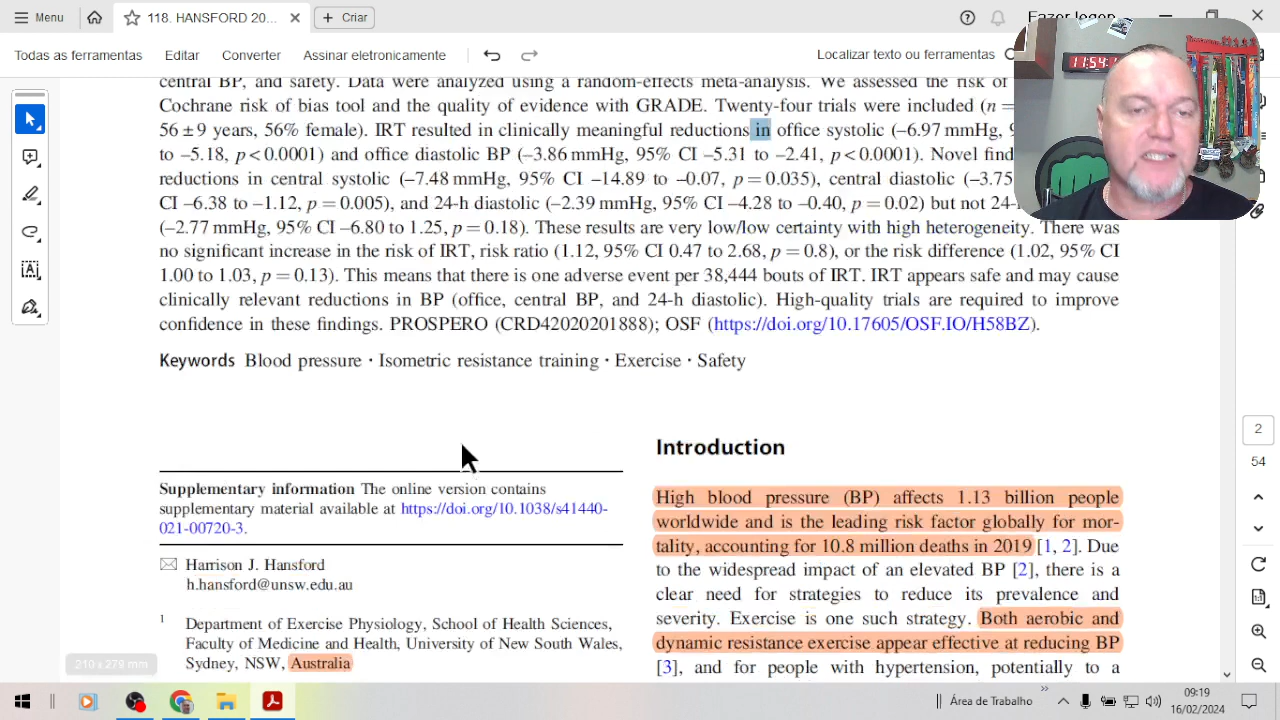 Menu
118. HANSFORD 20...
Criar
Todas as ferramentas
Editar
Converter
Assinar eletronicamente
Localizar texto ou ferramentas
11:54:1
central BP, and safety. Data were analyzed using a random-effects meta-analysis. We assessed the risk of
Cochrane risk of bias tool and the quality of evidence with GRADE. Twenty-four trials were included (n =
56 ± 9 years, 56% female). IRT resulted in clinically meaningful reductions in office systolic (–6.97 mmHg,
to –5.18, p < 0.0001) and office diastolic BP (–3.86 mmHg, 95% CI –5.31 to –2.41, p < 0.0001). Novel find
reductions in central systolic (–7.48 mmHg, 95% CI –14.89 to –0.07, p = 0.035), central diastolic (–3.75
CI –6.38 to –1.12, p = 0.005), and 24-h diastolic (–2.39 mmHg, 95% CI –4.28 to –0.40, p = 0.02) but not 24-
(–2.77 mmHg, 95% CI –6.80 to 1.25, p = 0.18). These results are very low/low certainty with high heterogeneity. There was
no significant increase in the risk of IRT, risk ratio (1.12, 95% CI 0.47 to 2.68, p = 0.8), or the risk difference (1.02, 95% CI
1.00 to 1.03, p = 0.13). This means that there is one adverse event per 38,444 bouts of IRT. IRT appears safe and may cause
clinically relevant reductions in BP (office, central BP, and 24-h diastolic). High-quality trials are required to improve
confidence in these findings. PROSPERO (CRD42020201888); OSF (https://doi.org/10.17605/OSF.IO/H58BZ).
Keywords Blood pressure · Isometric resistance training · Exercise · Safety
Supplementary information The online version contains
supplementary material available at https://doi.org/10.1038/s41440-
021-00720-3.
Harrison J. Hansford
h.hansford@unsw.edu.au
1 Department of Exercise Physiology, School of Health Sciences,
Faculty of Medicine and Health, University of New South Wales,
Sydney, NSW, Australia
Introduction
High blood pressure (BP) affects 1.13 billion people
worldwide and is the leading risk factor globally for mor-
tality, accounting for 10.8 million deaths in 2019 [1, 2]. Due
to the widespread impact of an elevated BP [2], there is a
clear need for strategies to reduce its prevalence and
severity. Exercise is one such strategy. Both aerobic and
dynamic resistance exercise appear effective at reducing BP
[3], and for people with hypertension, potentially to a
2
54
210 x 279 mm
Área de Trabalho
09:19
16/02/2024